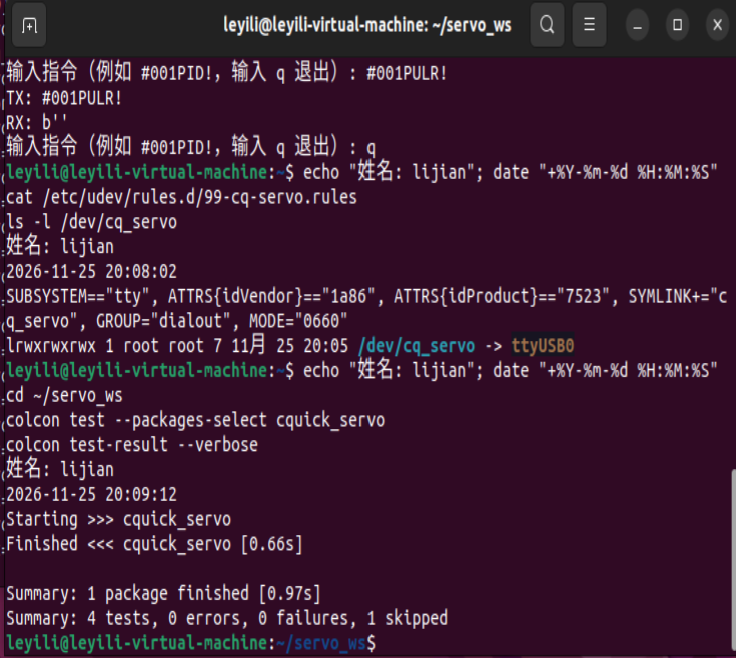 leyili@leyili-virtual-machine: ~/servo_ws
输入指令（例如 #001PID!，输入 q 退出）: #001PULR!
TX: #001PULR!
RX: b''
输入指令（例如 #001PID!，输入 q 退出）: q
leyili@leyili-virtual-machine:~$ echo "姓名: lijian"; date "+%Y-%m-%d %H:%M:%S"
cat /etc/udev/rules.d/99-cq-servo.rules
ls -l /dev/cq_servo
姓名: lijian
2026-11-25 20:08:02
SUBSYSTEM=="tty", ATTRS{idVendor}=="1a86", ATTRS{idProduct}=="7523", SYMLINK+="c
q_servo", GROUP="dialout", MODE="0660"
lrwxrwxrwx 1 root root 7 11月 25 20:05 /dev/cq_servo -> ttyUSB0
leyili@leyili-virtual-machine:~$ echo "姓名: lijian"; date "+%Y-%m-%d %H:%M:%S"
cd ~/servo_ws
colcon test --packages-select cquick_servo
colcon test-result --verbose
姓名: lijian
2026-11-25 20:09:12
Starting >>> cquick_servo
Finished <<< cquick_servo [0.66s]
Summary: 1 package finished [0.97s]
Summary: 4 tests, 0 errors, 0 failures, 1 skipped
leyili@leyili-virtual-machine:~/servo_ws$